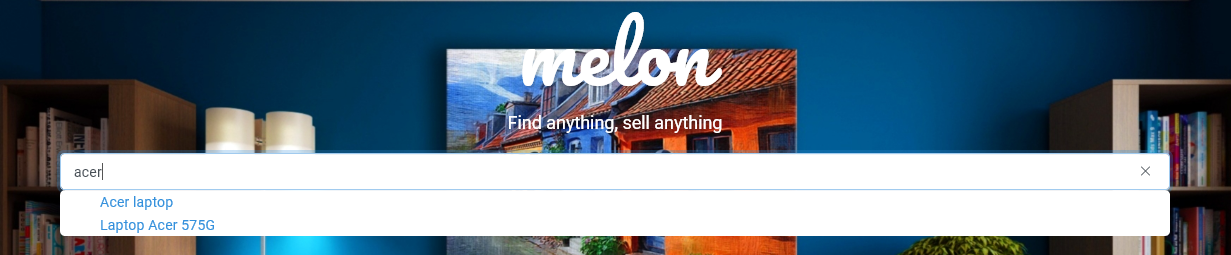 melon
Find anything, sell anything
acer
Acer laptop
Laptop Acer 575G